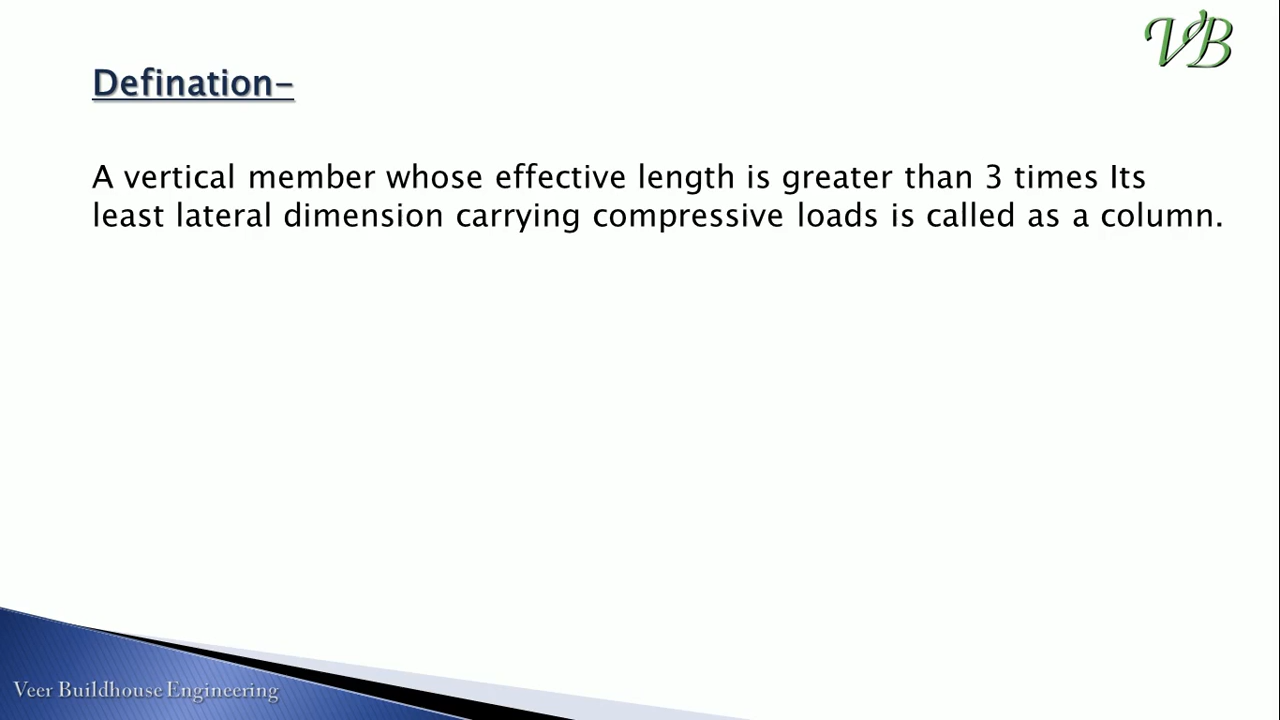 VB
Defination-
A vertical member whose effective length is greater than 3 times Its
least lateral dimension carrying compressive loads is called as a column.
Veer Buildhouse Engineering